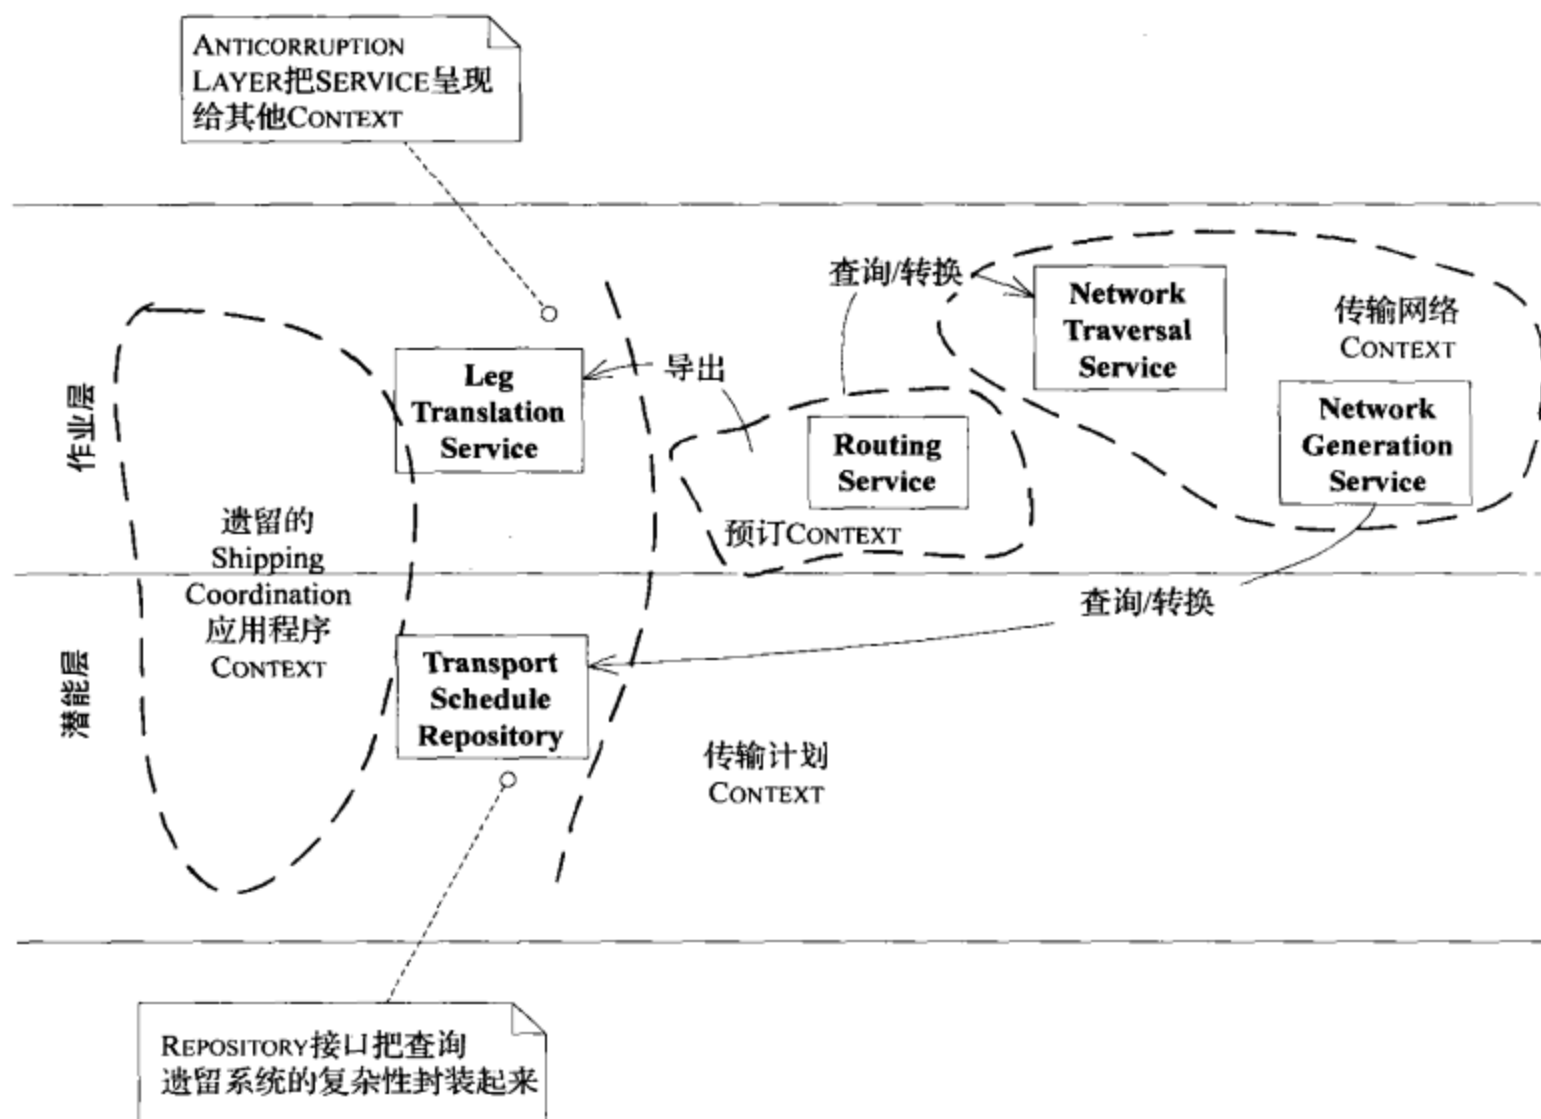 ANTICORRUPTION
LAYER把SERVICE呈现
给其他CONTEXT
查询/转换
Network
Traversal
Service
传输网络
CONTEXT
作业层
Leg
Translation
Service
导出
Routing
Service
Network
Generation
Service
预订CONTEXT
遗留的
Shipping
Coordination
应用程序
CONTEXT
查询/转换
潜能层
Transport
Schedule
Repository
传输计划
CONTEXT
REPOSITORY接口把查询
遗留系统的复杂性封装起来